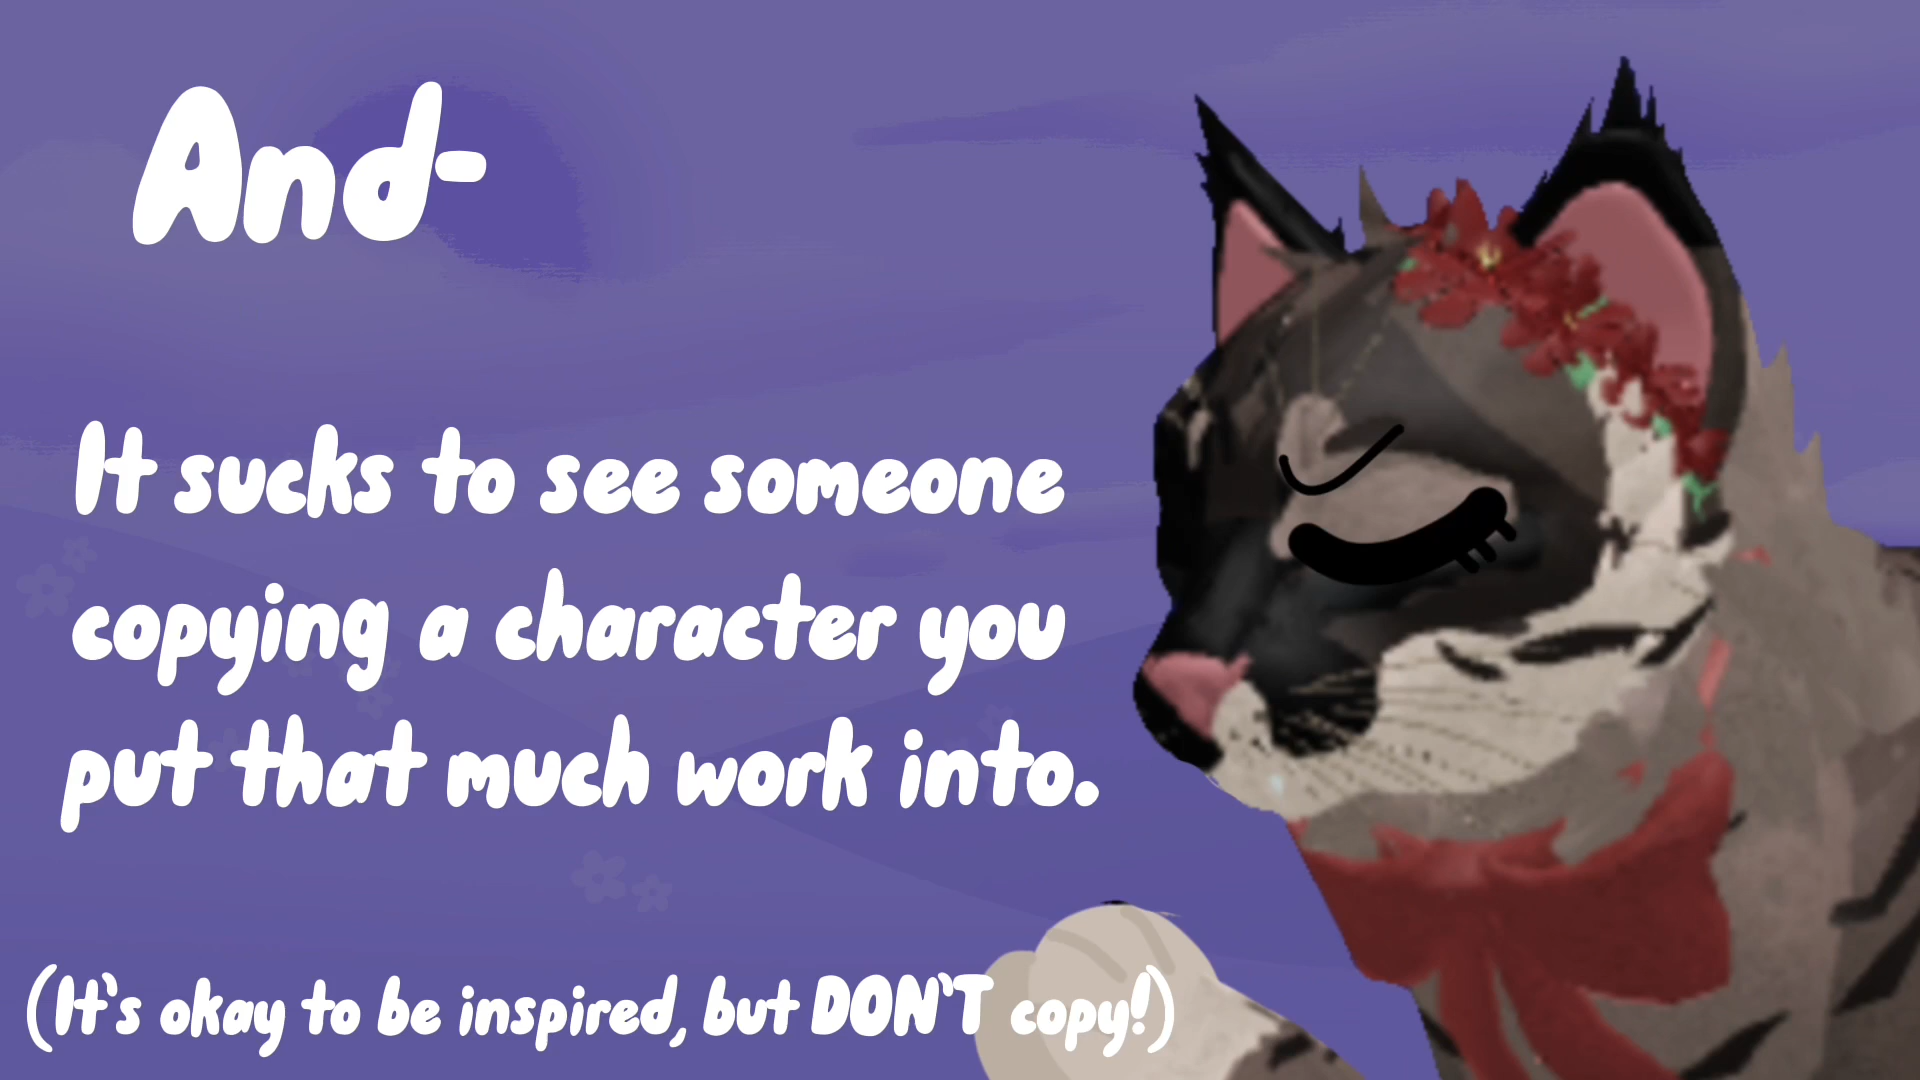 And-
It sucks to see someone
copying a character you
put that much work into.
(It's okay to be inspired, but DON'T copy!)